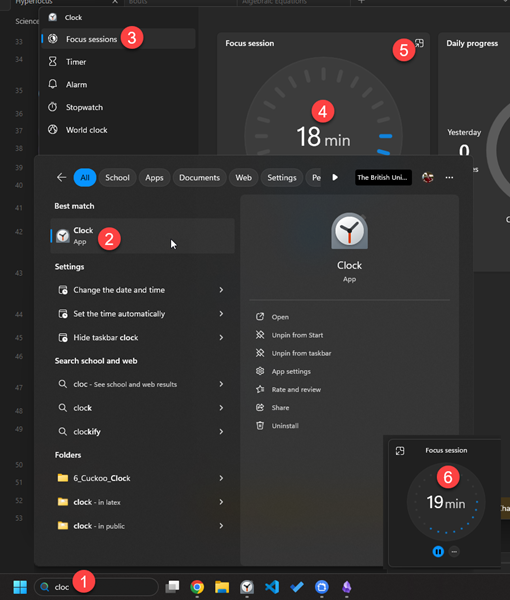 Hyperfocus
Bouts
Algebraic Equations
Science
Clock
Focus sessions
3
Timer
Alarm
Stopwatch
World clock
33
34
35
36
37
38
39
40
41
42
43
44
45
46
47
48
49
50
51
52
53
Focus session
5
4
18 min
Daily progress
Yesterday
0
es
All
School
Apps
Documents
Web
Settings
Pe
The British Uni...
Best match
Clock
App
2
Settings
Change the date and time
Set the time automatically
Hide taskbar clock
Search school and web
cloc - See school and web results
clock
clockify
Folders
6_Cuckoo_Clock
clock - in latex
clock - in public
Clock
App
Open
Unpin from Start
Unpin from taskbar
App settings
Rate and review
Share
Uninstall
Focus session
6
19 min
cloc
1